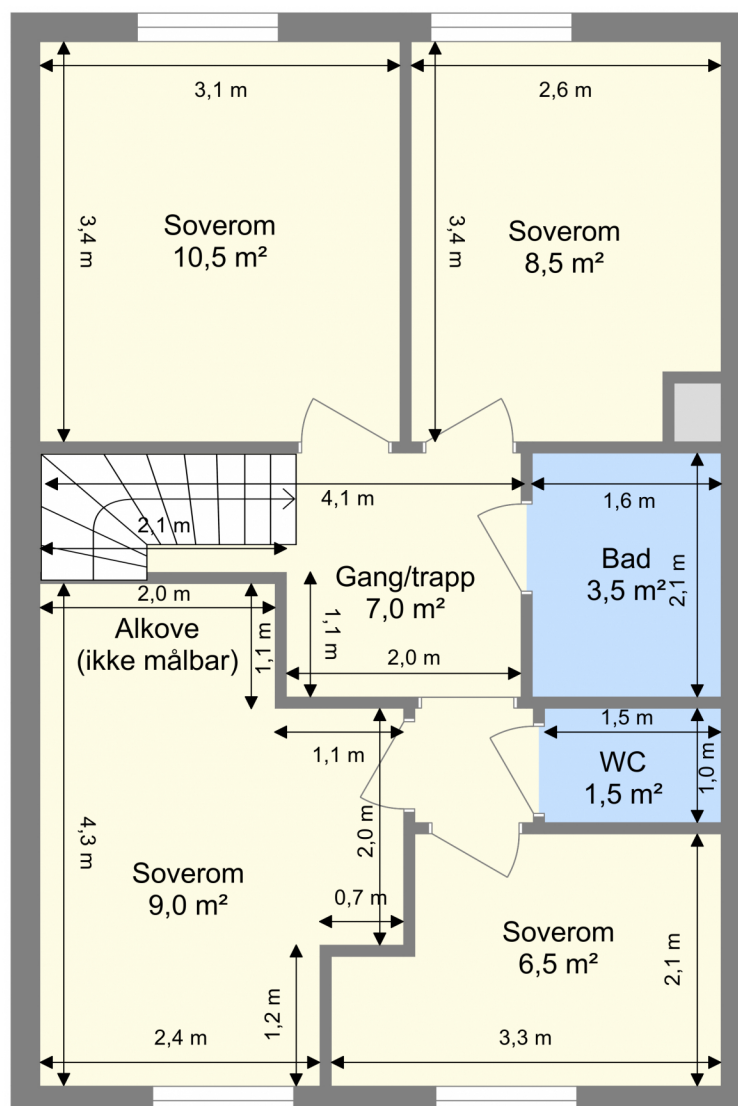 3,1 m
2,6 m
3,4 m
Soverom
10,5 m²
3,4 m
Soverom
8,5 m²
4,1 m
1,6 m
2,1 m
Bad
3,5 m²
2,1 m
Gang/trapp
7,0 m²
2,0 m
1,1 m
Alkove
(ikke målbar)
1,1 m
2,0 m
1,5 m
1,1 m
WC
1,5 m²
1,0 m
4,3 m
2,0 m
Soverom
9,0 m²
0,7 m
Soverom
6,5 m²
2,1 m
1,2 m
2,4 m
3,3 m